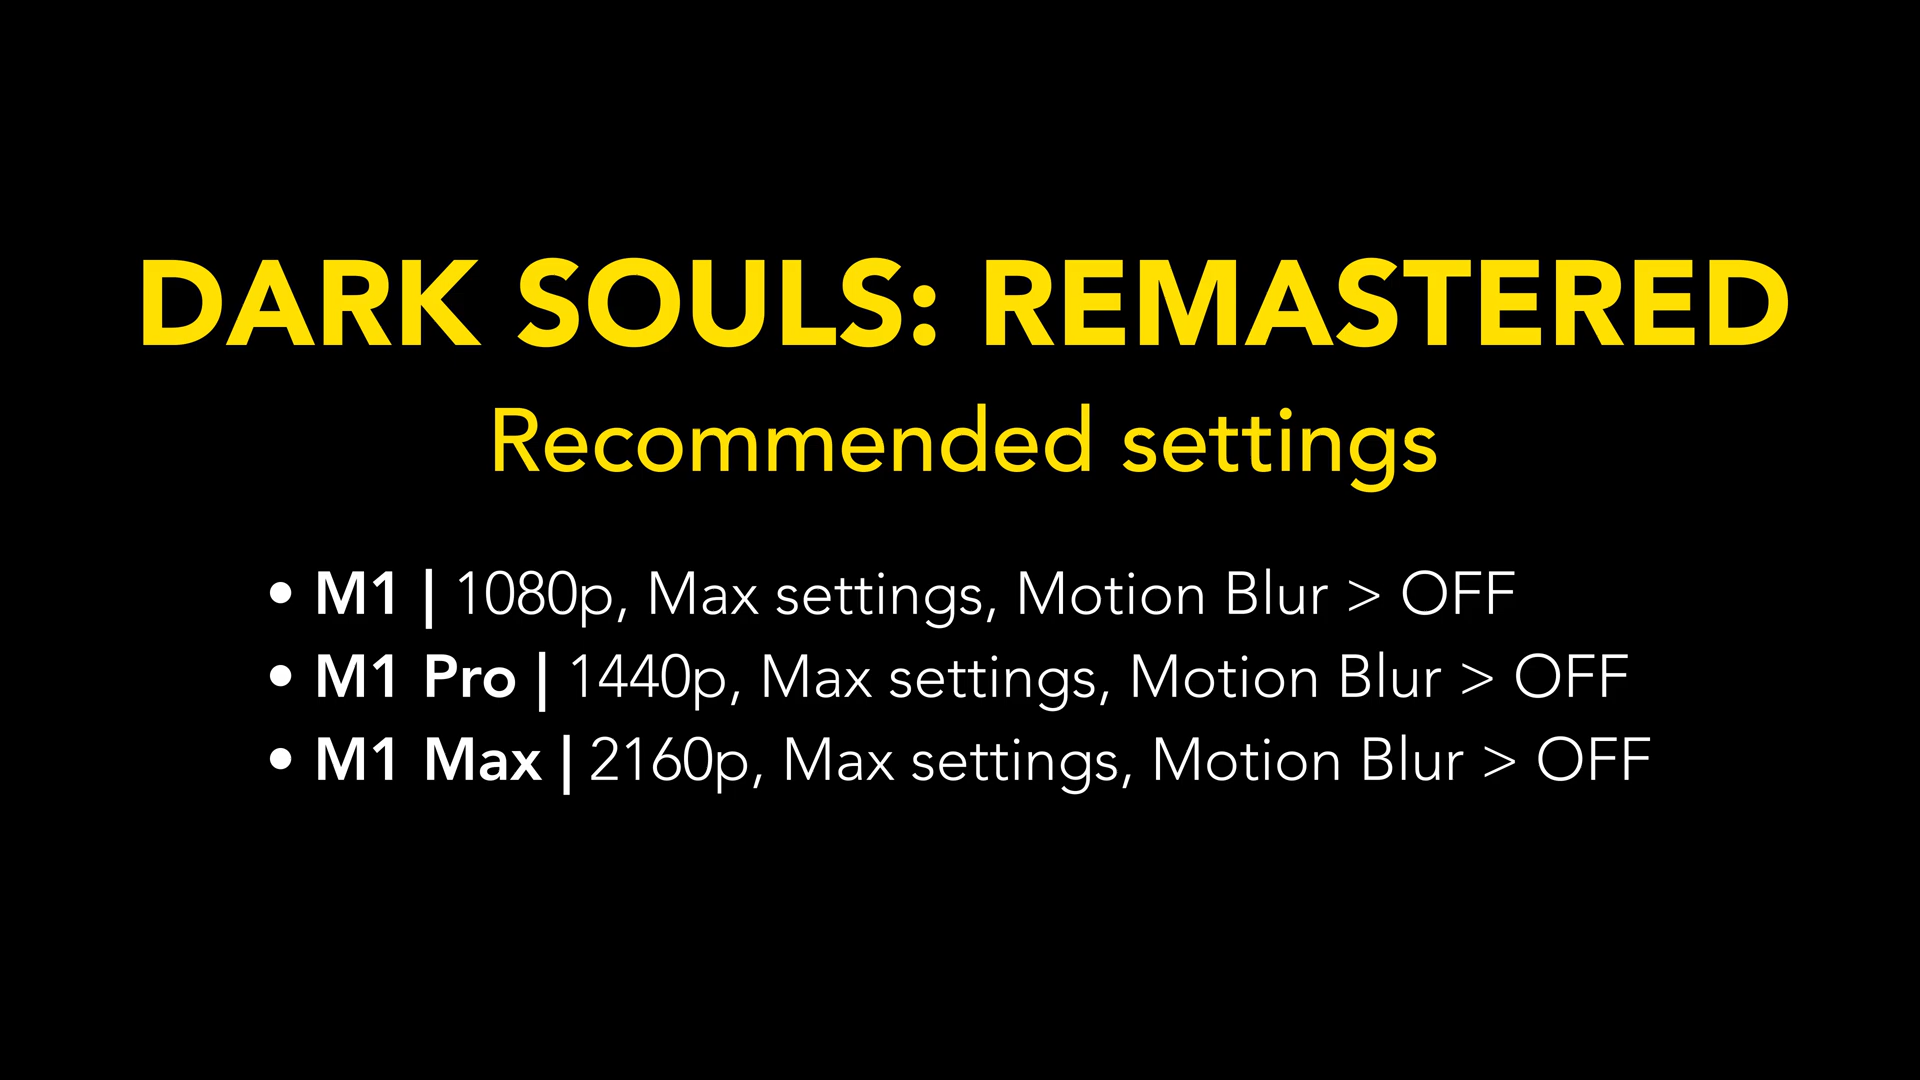 DARK SOULS: REMASTERED
Recommended settings
• M1 | 1080p, Max settings, Motion Blur > OFF
• M1 Pro | 1440p, Max settings, Motion Blur > OFF
• M1 Max | 2160p, Max settings, Motion Blur > OFF